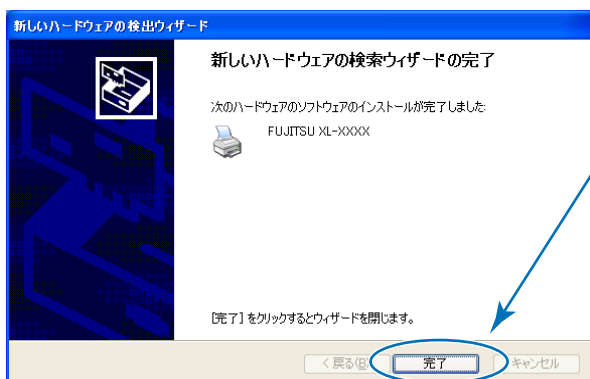 新しいハードウェアの検出ウィザード
新しいハードウェアの検索ウィザードの完了
次のハードウェアのソフトウェアのインストールが完了しました:
FUJITSU XL-XXXX
[完了] をクリックするとウィザードを閉じます。
< 戻る(B) 完了 キャンセル